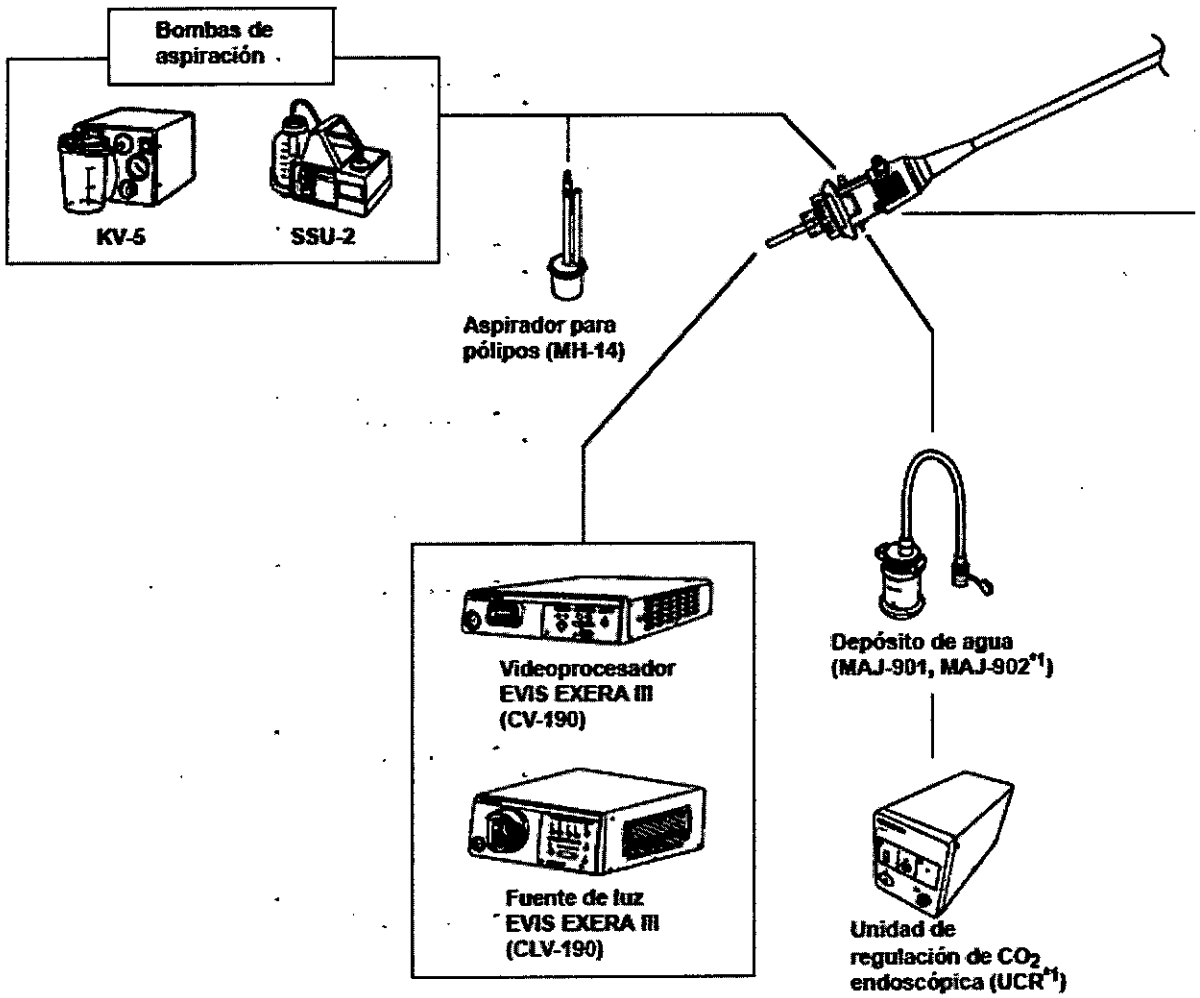 Bombas de
aspiración
KV-5
SSU-2
Aspirador para
pólipos (MH-14)
Depósito de agua
(MAJ-901, MAJ-902*1)
Videoprocesador
EVIS EXERA III
(CV-190)
Fuente de luz
EVIS EXERA III
(CLV-190)
Unidad de
regulación de CO2
endoscópica (UCR*1)